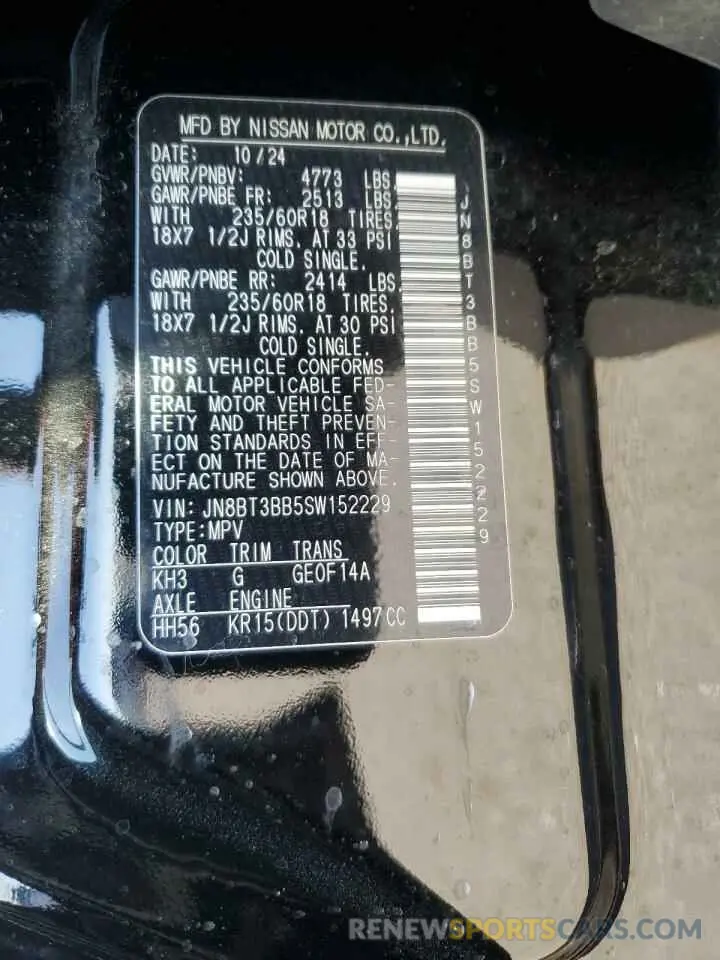 MFD BY NISSAN MOTOR CO.,LTD.
DATE: 10/24
GVWR/PNBV: 4773 LBS.
GAWR/PNBE FR: 2513 LBS.
WITH 235/60R18 TIRES.
18X7 1/2J RIMS. AT 33 PSI
COLD SINGLE.
GAWR/PNBE RR: 2414 LBS.
WITH 235/60R18 TIRES.
18X7 1/2J RIMS. AT 30 PSI
COLD SINGLE.
THIS VEHICLE CONFORMS
TO ALL APPLICABLE FED-
ERAL MOTOR VEHICLE SA-
FETY AND THEFT PREVEN-
TION STANDARDS IN EFF-
ECT ON THE DATE OF MA-
NUFACTURE SHOWN ABOVE.
VIN: JN8BT3BB5SW152229
TYPE: MPV
COLOR TRIM TRANS
KH3 G GE0F14A
AXLE ENGINE
HH56 KR15(DDT) 1497CC
JN8BT3BB5SW152229
RENEWSPORTSCARS.COM